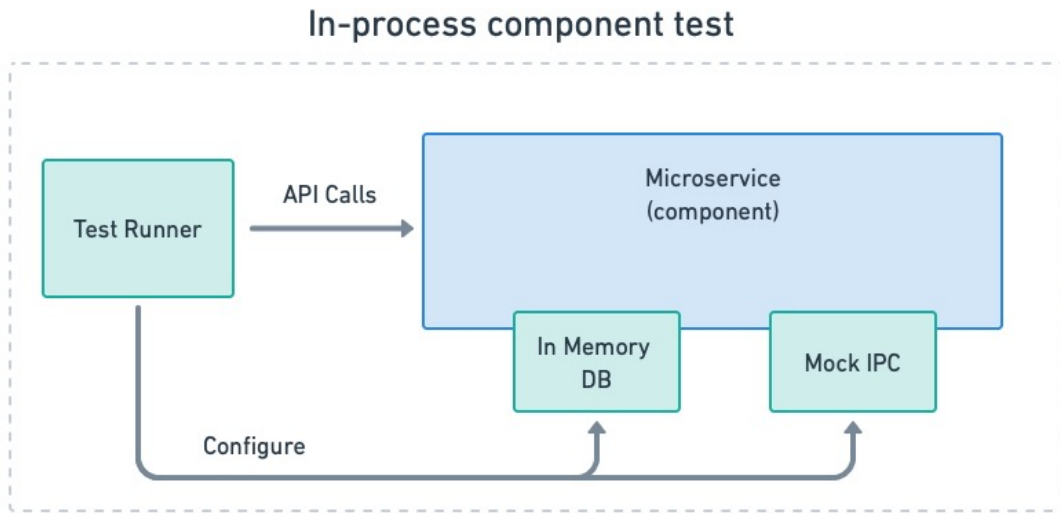 In-process component test
Test Runner
API Calls
Microservice
(component)
In Memory
DB
Mock IPC
Configure